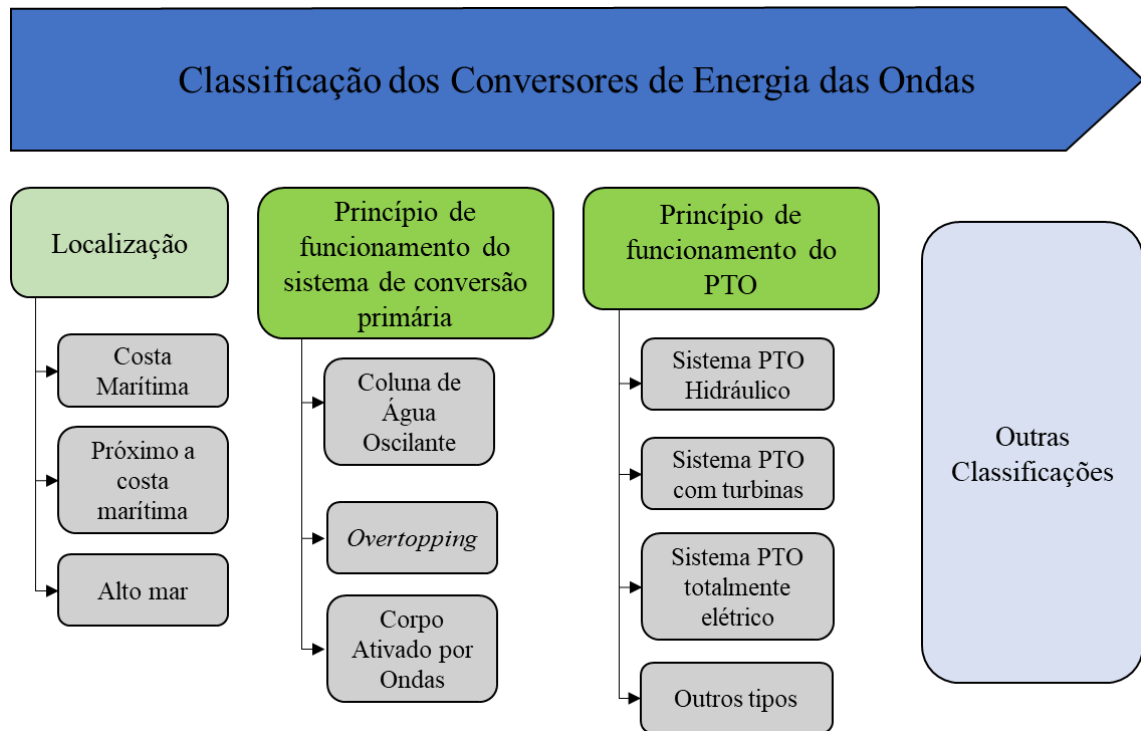 Classificação dos Conversores de Energia das Ondas
Localização
Costa
Marítima
Próximo a
costa
marítima
Alto mar
Princípio de
funcionamento do
sistema de conversão
primária
Coluna de
Água
Oscilante
Overtopping
Corpo
Ativado por
Ondas
Princípio de
funcionamento do
PTO
Sistema PTO
Hidráulico
Sistema PTO
com turbinas
Sistema PTO
totalmente
elétrico
Outros tipos
Outras
Classificações